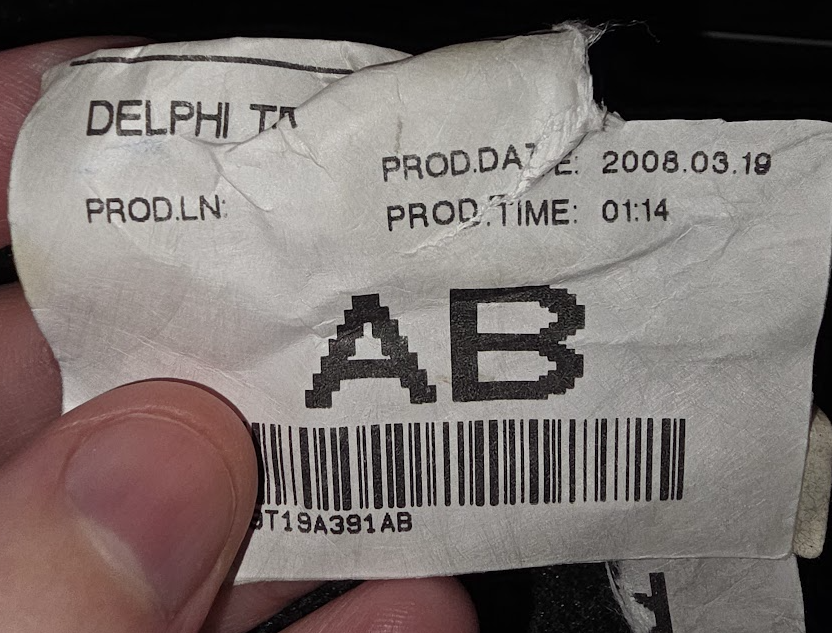 DELPHI
PROD.DATE: 2008.03.19
PROD.LN:
PROD.TIME: 01:14
AB
T19A391AB